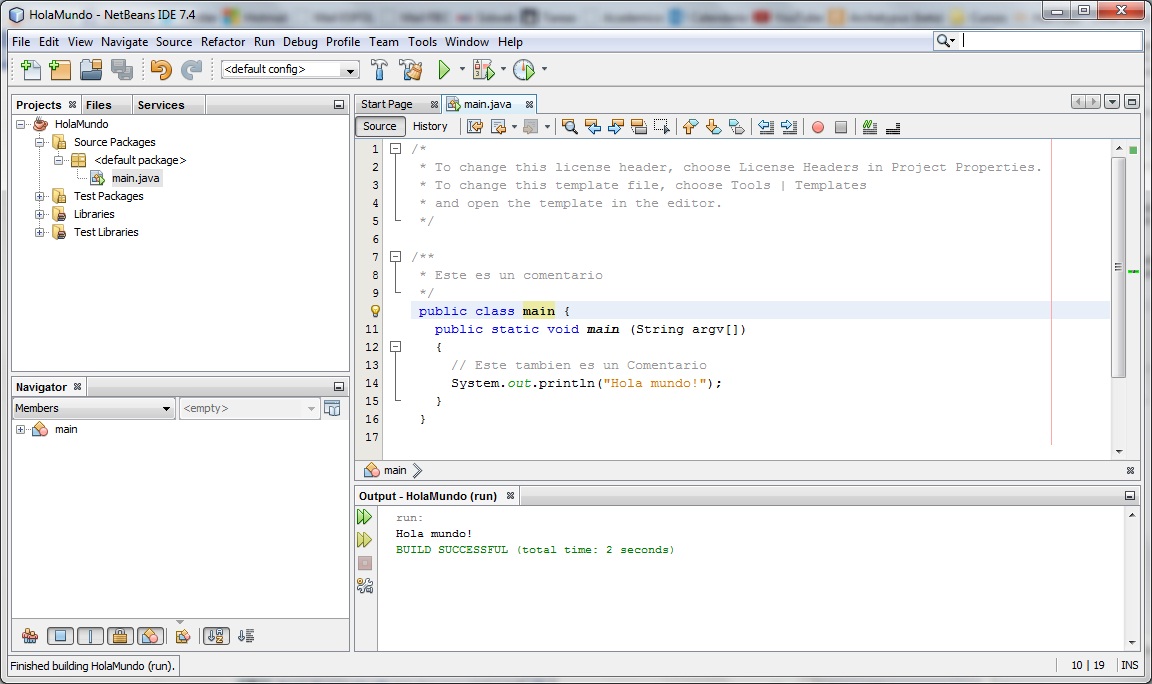 HolaMundo - NetBeans IDE 7.4
File Edit View Navigate Source Refactor Run Debug Profile Team Tools Window Help
<default config>
Projects Files Services
HolaMundo
Source Packages
<default package>
main.java
Test Packages
Libraries
Test Libraries
Navigator
Members <empty>
main
Start Page main.java
Source History
1 /*
2 * To change this license header, choose License Headers in Project Properties.
3 * To change this template file, choose Tools | Templates
4 * and open the template in the editor.
5 */
6
7 /**
8 * Este es un comentario
9 */
public class main {
11 public static void main (String argv[])
12 {
13 // Este tambien es un Comentario
14 System.out.println("Hola mundo!");
15 }
16 }
17
main
Output - HolaMundo (run)
run:
Hola mundo!
BUILD SUCCESSFUL (total time: 2 seconds)
Finished building HolaMundo (run).
10 | 19 INS